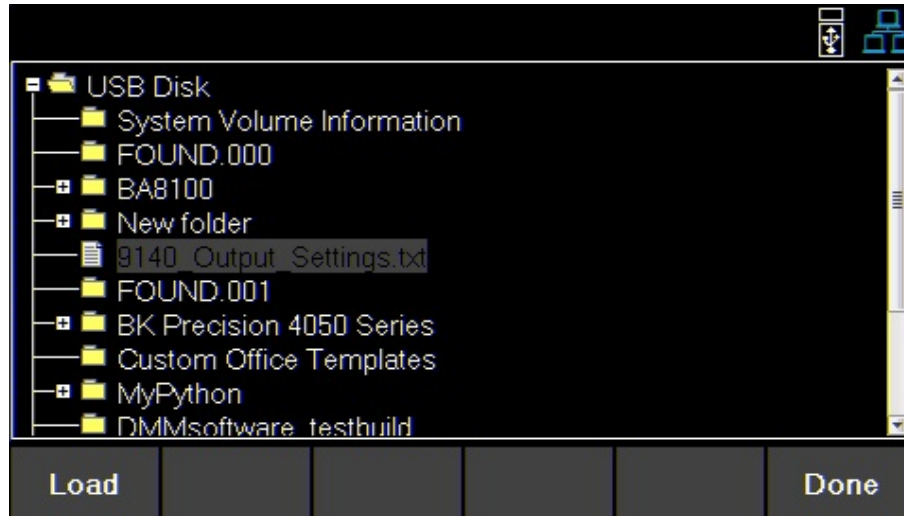 USB Disk
System Volume Information
FOUND.000
BA8100
New folder
9140_Output_Settings.txt
FOUND.001
BK Precision 4050 Series
Custom Office Templates
MyPython
DMMsoftware_testbuild
Load
Done